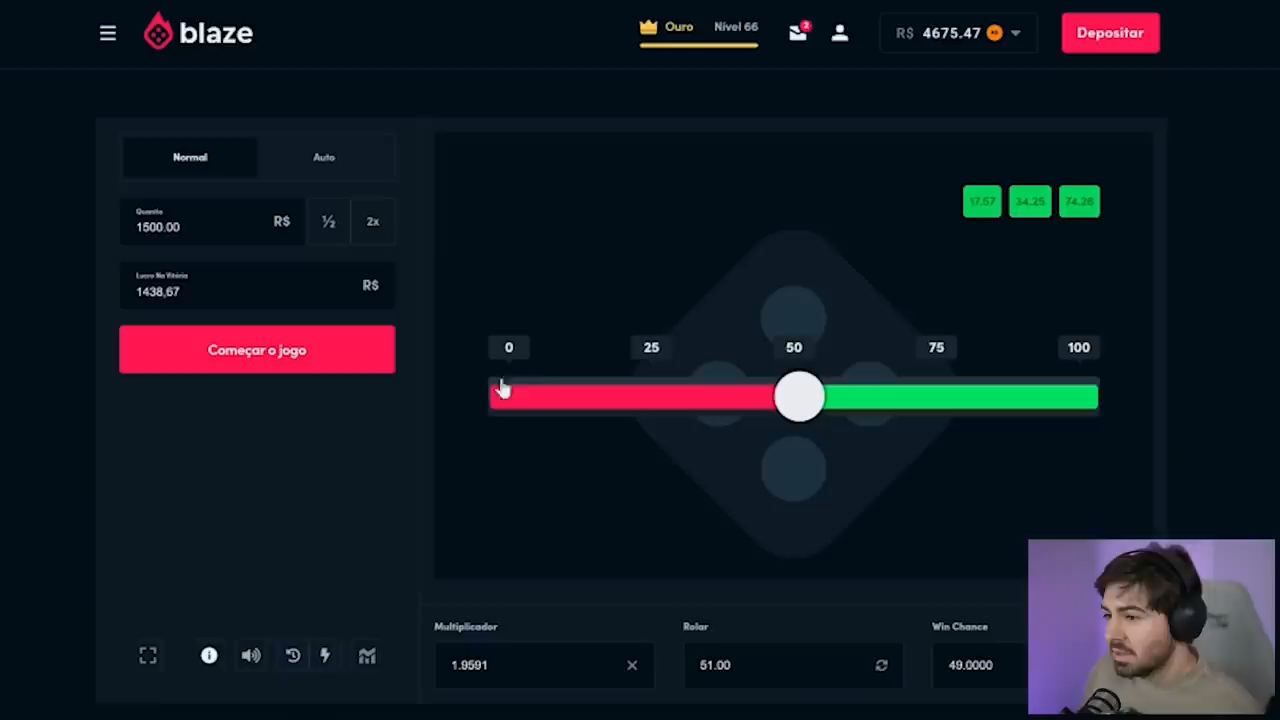 blaze
Ouro Nível 66
2
R$ 4675.47
Depositar
Normal Auto
Quantia
1500.00 R$ ½ 2x
17.57 34.25 74.26
Lucro Na Vitória
1438,67 R$
Começar o jogo
0 25 50 75 100
Multiplicador Rolar Win Chance
1.9591 51.00 49.0000